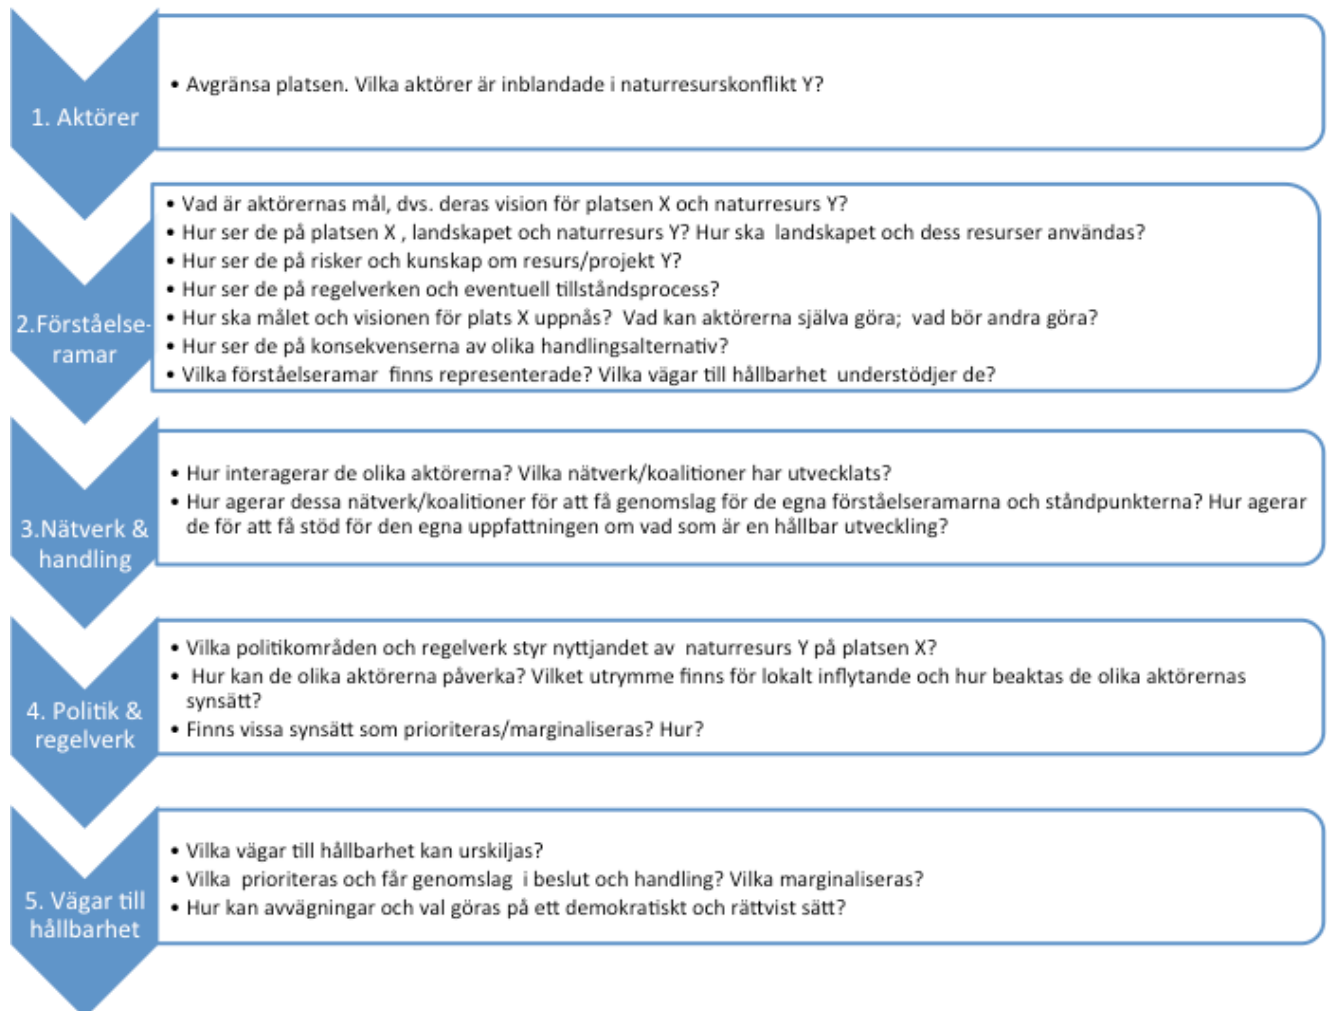 1. Aktörer
• Avgränsa platsen. Vilka aktörer är inblandade i naturresurskonflikt Y?
2.Förståelse-
ramar
• Vad är aktörernas mål, dvs. deras vision för platsen X och naturresurs Y?
• Hur ser de på platsen X , landskapet och naturresurs Y? Hur ska landskapet och dess resurser användas?
• Hur ser de på risker och kunskap om resurs/projekt Y?
• Hur ser de på regelverken och eventuell tillståndsprocess?
• Hur ska målet och visionen för plats X uppnås? Vad kan aktörerna själva göra; vad bör andra göra?
• Hur ser de på konsekvenserna av olika handlingsalternativ?
• Vilka förståelseramar finns representerade? Vilka vägar till hållbarhet understödjer de?
3.Nätverk &
handling
• Hur interagerar de olika aktörerna? Vilka nätverk/koalitioner har utvecklats?
• Hur agerar dessa nätverk/koalitioner för att få genomslag för de egna förståelseramarna och ståndpunkterna? Hur agerar
de för att få stöd för den egna uppfattningen om vad som är en hållbar utveckling?
4. Politik &
regelverk
• Vilka politikområden och regelverk styr nyttjandet av naturresurs Y på platsen X?
• Hur kan de olika aktörerna påverka? Vilket utrymme finns för lokalt inflytande och hur beaktas de olika aktörernas
synsätt?
• Finns vissa synsätt som prioriteras/marginaliseras? Hur?
5. Vägar till
hållbarhet
• Vilka vägar till hållbarhet kan urskiljas?
• Vilka prioriteras och får genomslag i beslut och handling? Vilka marginaliseras?
• Hur kan avvägningar och val göras på ett demokratiskt och rättvist sätt?